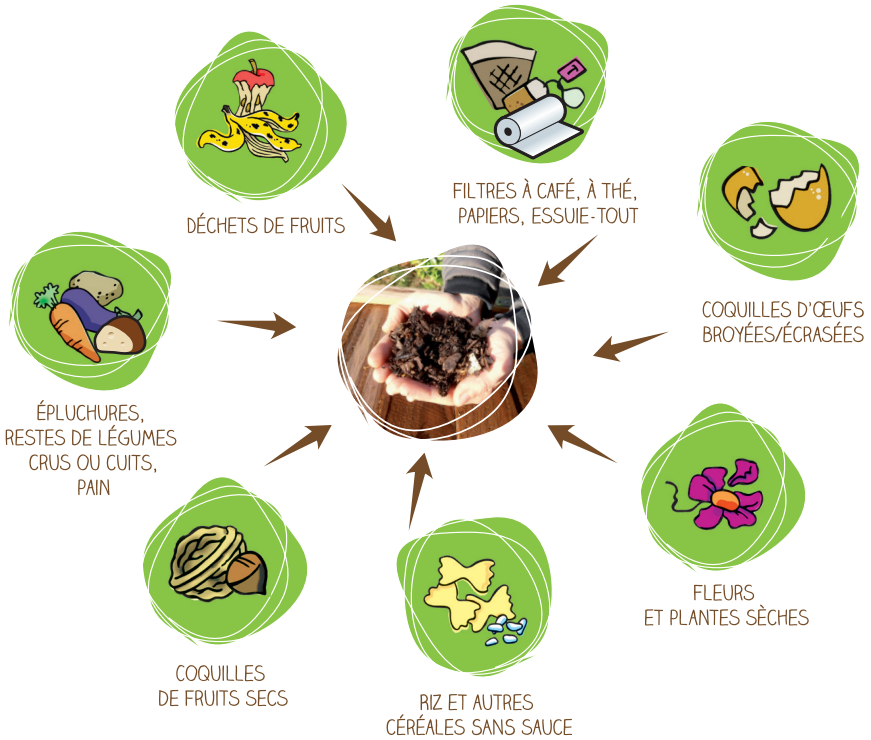 DÉCHETS DE FRUITS
FILTRES À CAFÉ, À THÉ,
PAPIERS, ESSUIE-TOUT
COQUILLES D'ŒUFS
BROYÉES/ÉCRASÉES
ÉPLUCHURES,
RESTES DE LÉGUMES
CRUS OU CUITS,
PAIN
FLEURS
ET PLANTES SÈCHES
COQUILLES
DE FRUITS SECS
RIZ ET AUTRES
CÉRÉALES SANS SAUCE